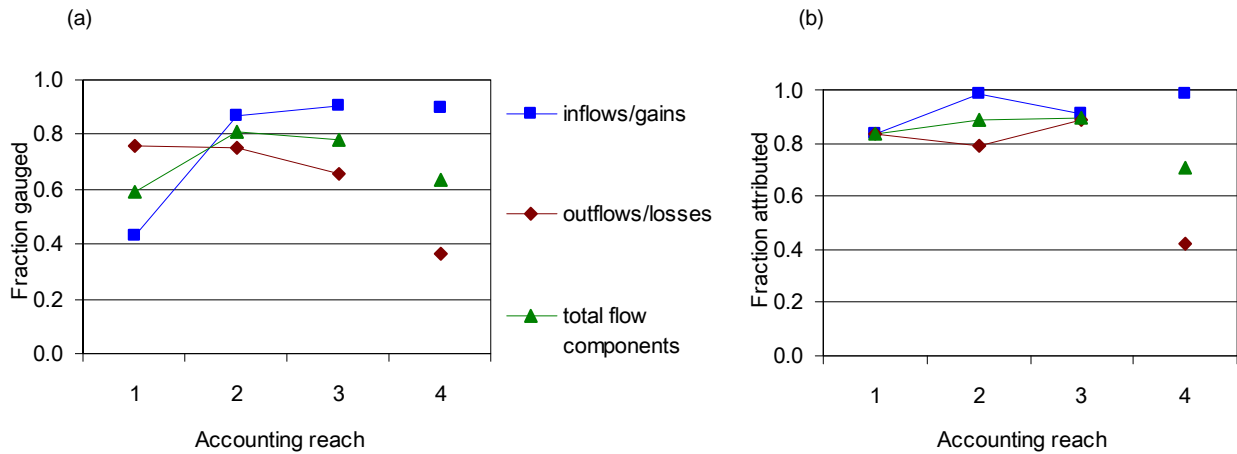 (a)
Fraction gauged
1.0
0.8
0.6
0.4
0.2
0.0
1 2 3 4
Accounting reach
inflows/gains
outflows/losses
total flow
components
(b)
Fraction attributed
1.0
0.8
0.6
0.4
0.2
0.0
1 2 3 4
Accounting reach